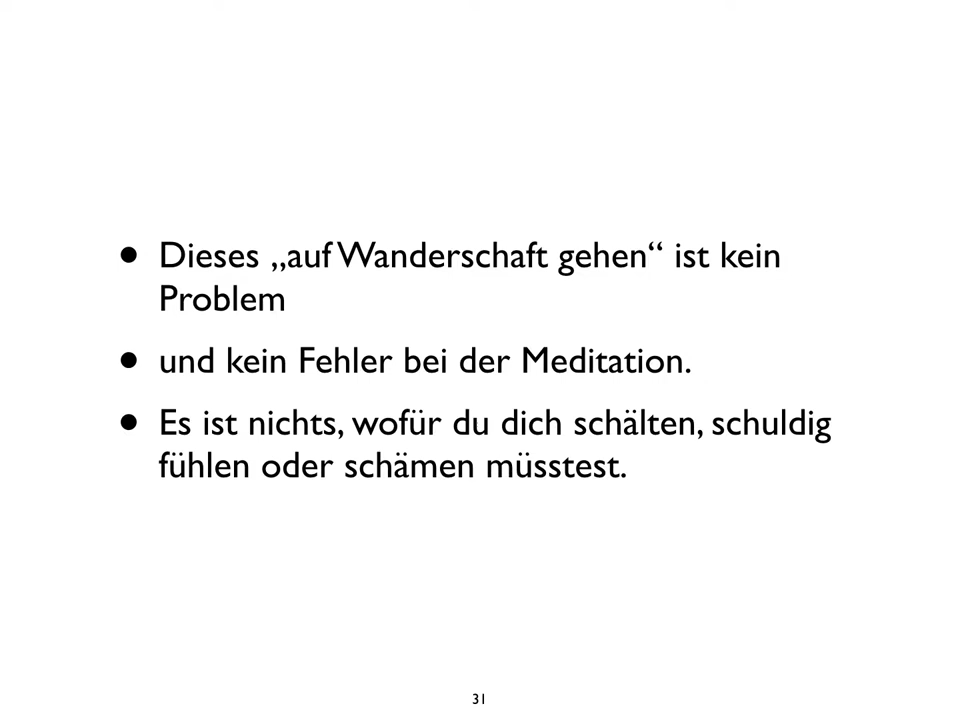 • Dieses „auf Wanderschaft gehen“ ist kein
Problem
• und kein Fehler bei der Meditation.
• Es ist nichts, wofür du dich schälten, schuldig
fühlen oder schämen müsstest.
31